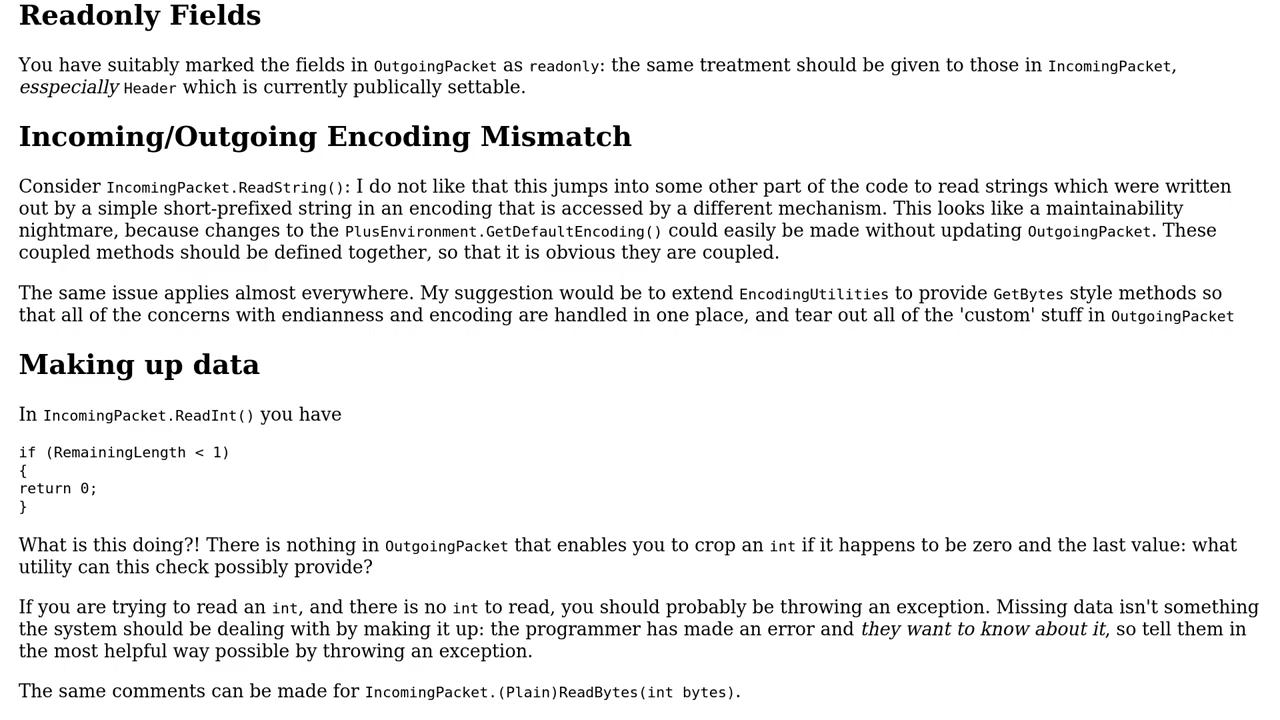 Readonly Fields
You have suitably marked the fields in OutgoingPacket as readonly: the same treatment should be given to those in IncomingPacket,
esspecially Header which is currently publically settable.
Incoming/Outgoing Encoding Mismatch
Consider IncomingPacket.ReadString(): I do not like that this jumps into some other part of the code to read strings which were written
out by a simple short-prefixed string in an encoding that is accessed by a different mechanism. This looks like a maintainability
nightmare, because changes to the PlusEnvironment.GetDefaultEncoding() could easily be made without updating OutgoingPacket. These
coupled methods should be defined together, so that it is obvious they are coupled.
The same issue applies almost everywhere. My suggestion would be to extend EncodingUtilities to provide GetBytes style methods so
that all of the concerns with endianness and encoding are handled in one place, and tear out all of the 'custom' stuff in OutgoingPacket
Making up data
In IncomingPacket.ReadInt() you have
if (RemainingLength < 1)
{
return 0;
}
What is this doing?! There is nothing in OutgoingPacket that enables you to crop an int if it happens to be zero and the last value: what
utility can this check possibly provide?
If you are trying to read an int, and there is no int to read, you should probably be throwing an exception. Missing data isn't something
the system should be dealing with by making it up: the programmer has made an error and they want to know about it, so tell them in
the most helpful way possible by throwing an exception.
The same comments can be made for IncomingPacket.(Plain)ReadBytes(int bytes).